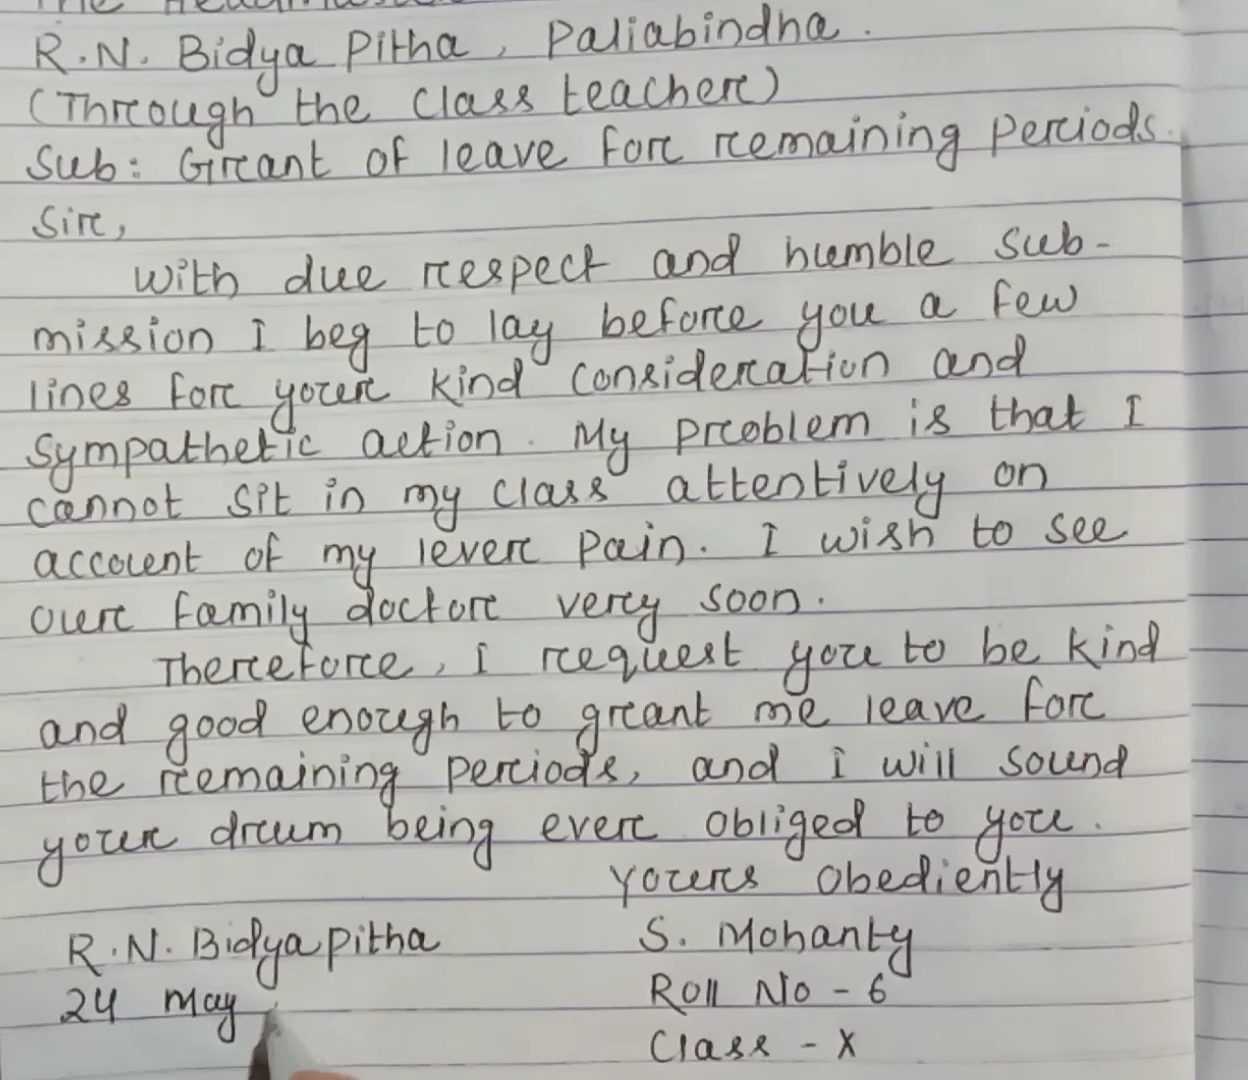 The Headmaster
R.N. Bidya Pitha, Paliabindha.
(Through the class teacher)
Sub: Grant of leave for remaining periods.
Sir,
With due respect and humble sub-
mission I beg to lay before you a few
lines for your kind consideration and
sympathetic action. My problem is that I
cannot sit in my class attentively on
account of my lever pain. I wish to see
our family doctor very soon.
Therefore, I request you to be kind
and good enough to grant me leave for
the remaining periods, and I will sound
your drum being ever obliged to you.
yours obediently
R.N. Bidyapitha S. Mohanty
24 may Roll No - 6
Class - X